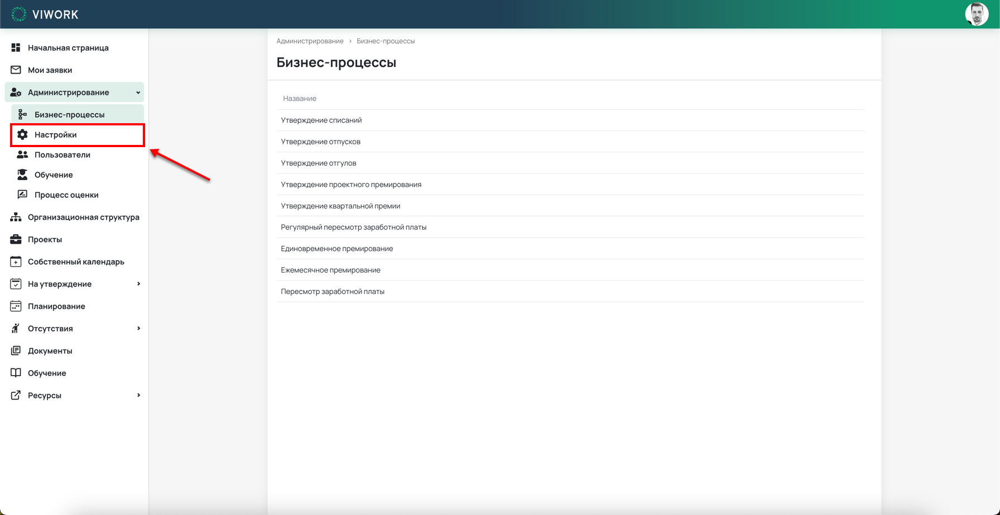 VIWORK
Начальная страница
Мои заявки
Администрирование
Бизнес-процессы
Настройки
Пользователи
Обучение
Процесс оценки
Организационная структура
Проекты
Собственный календарь
На утверждение
Планирование
Отсутствия
Документы
Обучение
Ресурсы
Администрирование › Бизнес-процессы
Бизнес-процессы
Название
Утверждение списаний
Утверждение отпусков
Утверждение отгулов
Утверждение проектного премирования
Утверждение квартальной премии
Регулярный пересмотр заработной платы
Единовременное премирование
Ежемесячное премирование
Пересмотр заработной платы